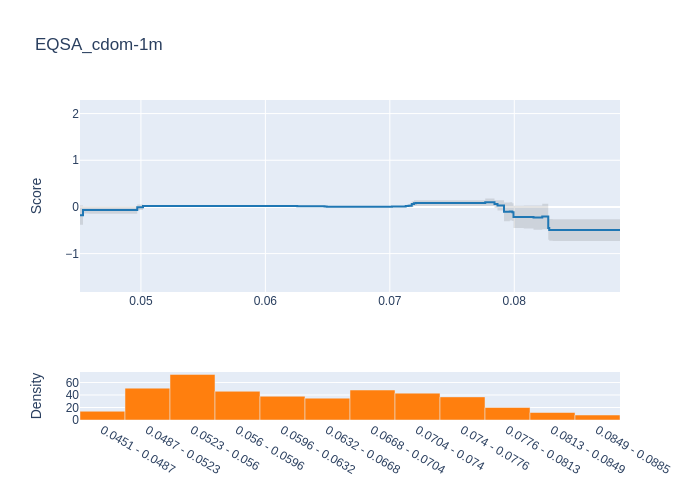 EQSA_cdom-1m
Score
2
1
0
−1
0.05 0.06 0.07 0.08
Density
60
40
20
0
0.0451 - 0.0487
0.0487 - 0.0523
0.0523 - 0.056
0.056 - 0.0596
0.0596 - 0.0632
0.0632 - 0.0668
0.0668 - 0.0704
0.0704 - 0.074
0.074 - 0.0776
0.0776 - 0.0813
0.0813 - 0.0849
0.0849 - 0.0885